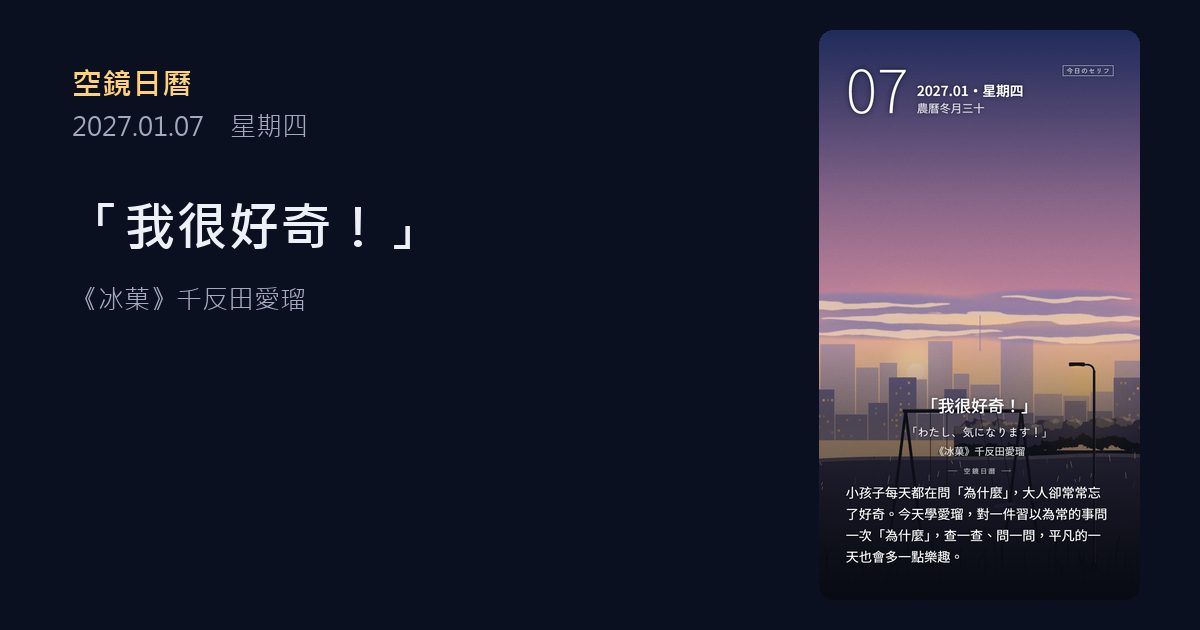 空鏡日曆
2027.01.07 星期四
「我很好奇！」
《冰菓》千反田愛瑠
07
2027.01・星期四
農曆冬月三十
今日のセリフ
「我很好奇！」
「わたし、気になります！」
《冰菓》千反田愛瑠
— 空鏡日曆 —
小孩子每天都在問「為什麼」，大人卻常常忘
了好奇。今天學愛瑠，對一件習以為常的事問
一次「為什麼」，查一查、問一問，平凡的一
天也會多一點樂趣。